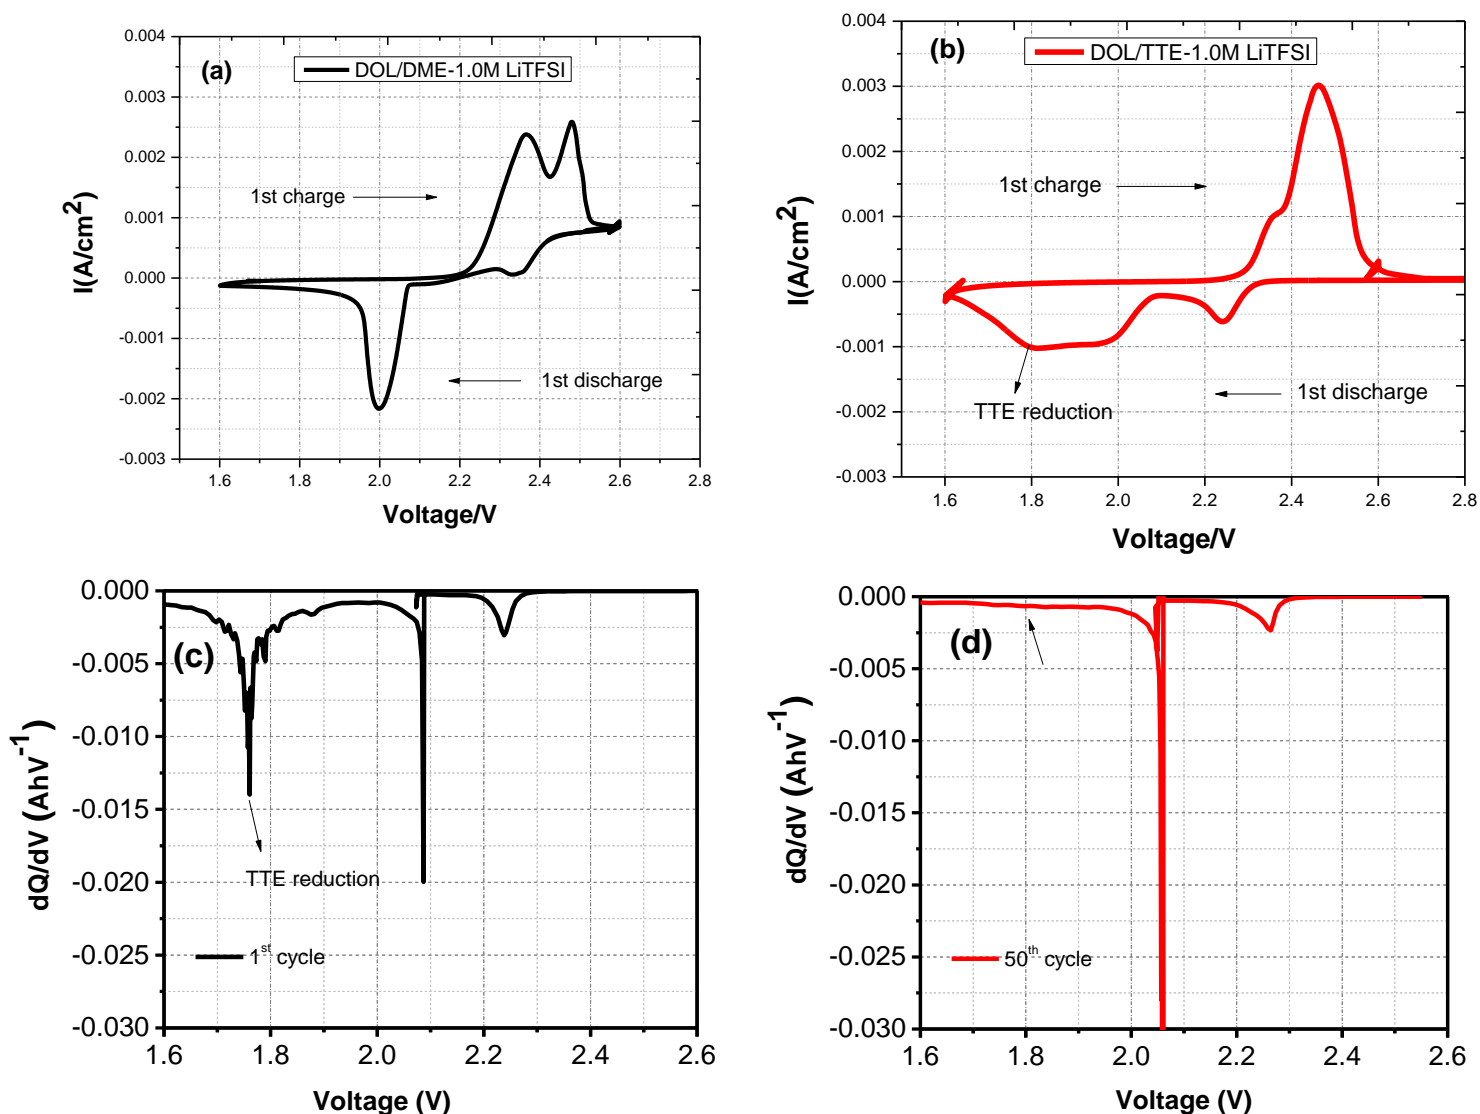 (a)
DOL/DME-1.0M LiTFSI
1st charge
1st discharge
0.004
0.003
0.002
0.001
0.000
-0.001
-0.002
-0.003
1.6 1.8 2.0 2.2 2.4 2.6 2.8
I(A/cm²)
Voltage/V
(b)
DOL/TTE-1.0M LiTFSI
1st charge
TTE reduction
1st discharge
0.004
0.003
0.002
0.001
0.000
-0.001
-0.002
-0.003
1.6 1.8 2.0 2.2 2.4 2.6 2.8
I(A/cm²)
Voltage/V
(c)
TTE reduction
1st cycle
0.000
-0.005
-0.010
-0.015
-0.020
-0.025
-0.030
1.6 1.8 2.0 2.2 2.4 2.6
dQ/dV (AhV⁻¹)
Voltage (V)
(d)
50th cycle
0.000
-0.005
-0.010
-0.015
-0.020
-0.025
-0.030
1.6 1.8 2.0 2.2 2.4 2.6
dQ/dV (AhV⁻¹)
Voltage (V)